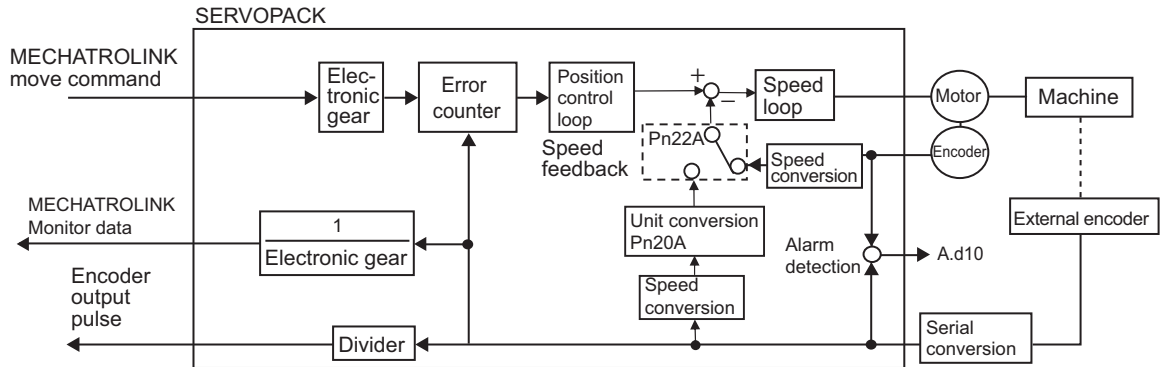 SERVOPACK
MECHATROLINK
move command
Elec-
tronic
gear
Error
counter
Position
control
loop
+
−
Speed
loop
Motor
Machine
Encoder
Speed
feedback
Pn22A
Speed
conversion
MECHATROLINK
Monitor data
1
Electronic gear
Unit conversion
Pn20A
Alarm
detection
A.d10
External encoder
Encoder
output
pulse
Speed
conversion
Divider
Serial
conversion